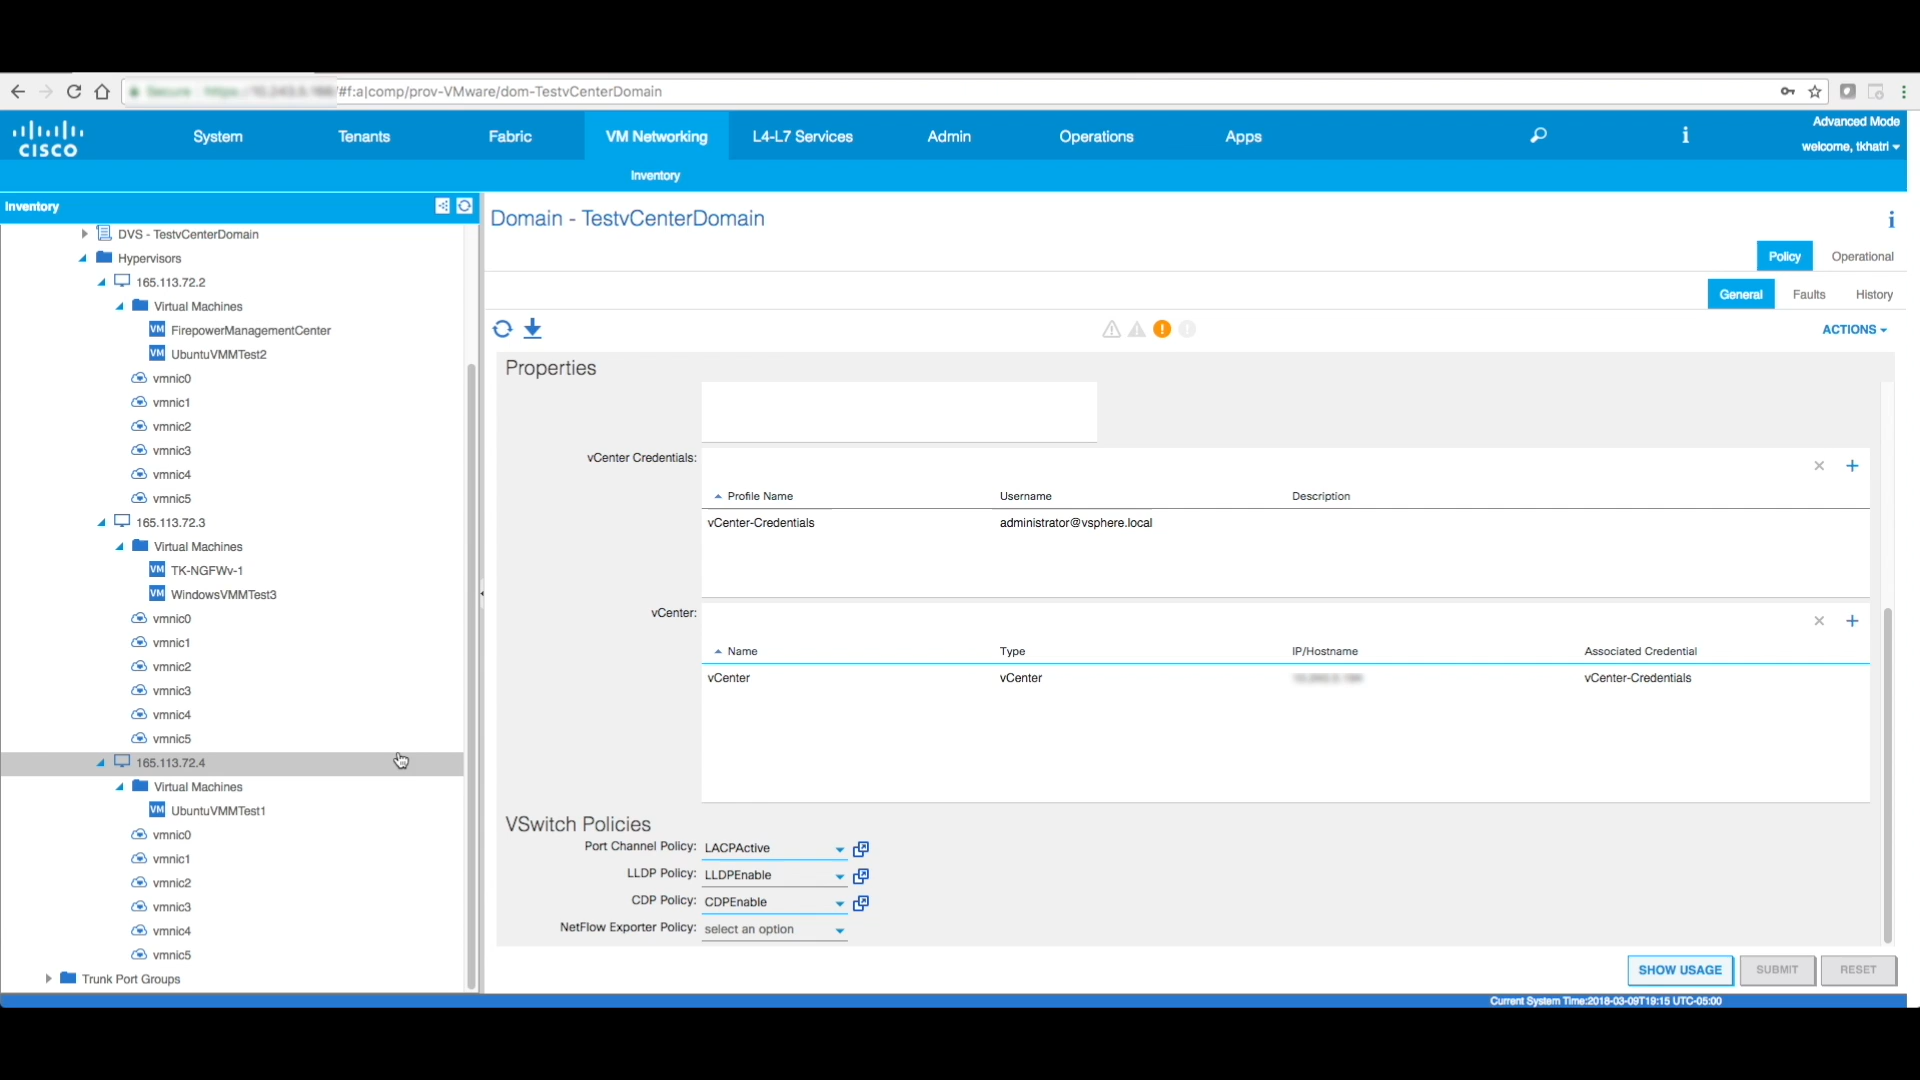 #f:a|comp/prov-VMware/dom-TestvCenterDomain
CISCO
System
Tenants
Fabric
VM Networking
L4-L7 Services
Admin
Operations
Apps
Advanced Mode
welcome, tkhatri
Inventory
Inventory
DVS - TestvCenterDomain
Hypervisors
165.113.72.2
Virtual Machines
VM FirepowerManagementCenter
VM UbuntuVMMTest2
vmnic0
vmnic1
vmnic2
vmnic3
vmnic4
vmnic5
165.113.72.3
Virtual Machines
VM TK-NGFWv-1
VM WindowsVMMTest3
vmnic0
vmnic1
vmnic2
vmnic3
vmnic4
vmnic5
165.113.72.4
Virtual Machines
VM UbuntuVMMTest1
vmnic0
vmnic1
vmnic2
vmnic3
vmnic4
vmnic5
Trunk Port Groups
Domain - TestvCenterDomain
Policy
Operational
General
Faults
History
ACTIONS
Properties
vCenter Credentials:
Profile Name
Username
Description
vCenter-Credentials
administrator@vsphere.local
vCenter:
Name
Type
IP/Hostname
Associated Credential
vCenter
vCenter
vCenter-Credentials
VSwitch Policies
Port Channel Policy: LACPActive
LLDP Policy: LLDPEnable
CDP Policy: CDPEnable
NetFlow Exporter Policy: select an option
SHOW USAGE
SUBMIT
RESET
Current System Time:2018-03-09T19:15 UTC-05:00